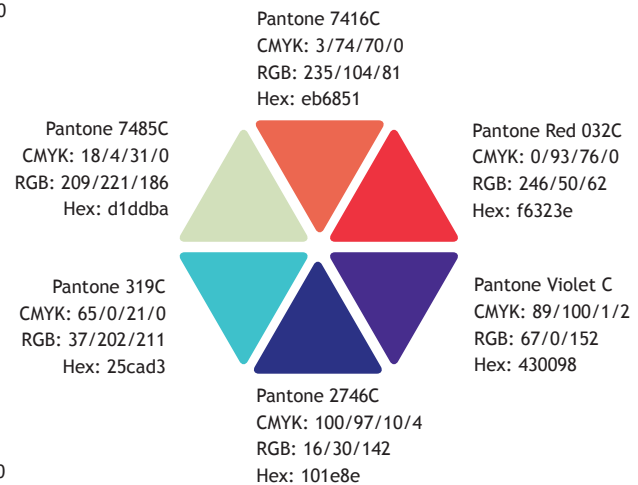 0
Pantone 7416C
CMYK: 3/74/70/0
RGB: 235/104/81
Hex: eb6851
Pantone 7485C
CMYK: 18/4/31/0
RGB: 209/221/186
Hex: d1ddba
Pantone Red 032C
CMYK: 0/93/76/0
RGB: 246/50/62
Hex: f6323e
Pantone 319C
CMYK: 65/0/21/0
RGB: 37/202/211
Hex: 25cad3
Pantone Violet C
CMYK: 89/100/1/2
RGB: 67/0/152
Hex: 430098
Pantone 2746C
CMYK: 100/97/10/4
RGB: 16/30/142
Hex: 101e8e
0